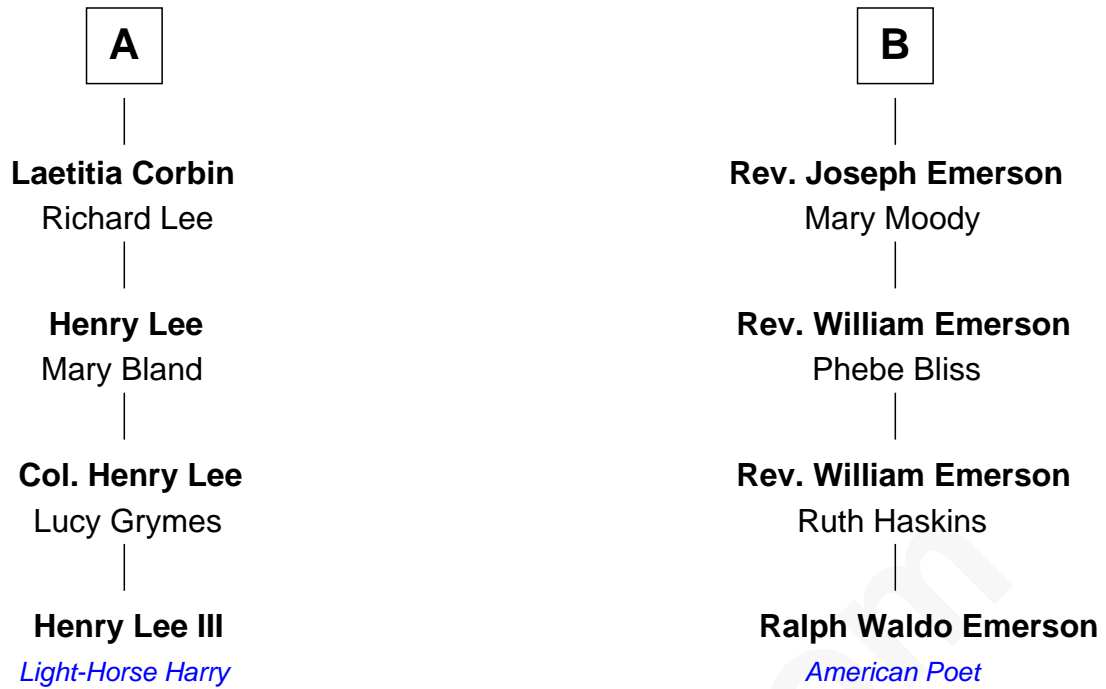 A
Laetitia Corbin
Richard Lee
Henry Lee
Mary Bland
Col. Henry Lee
Lucy Grymes
Henry Lee III
Light-Horse Harry
B
Rev. Joseph Emerson
Mary Moody
Rev. William Emerson
Phebe Bliss
Rev. William Emerson
Ruth Haskins
Ralph Waldo Emerson
American Poet